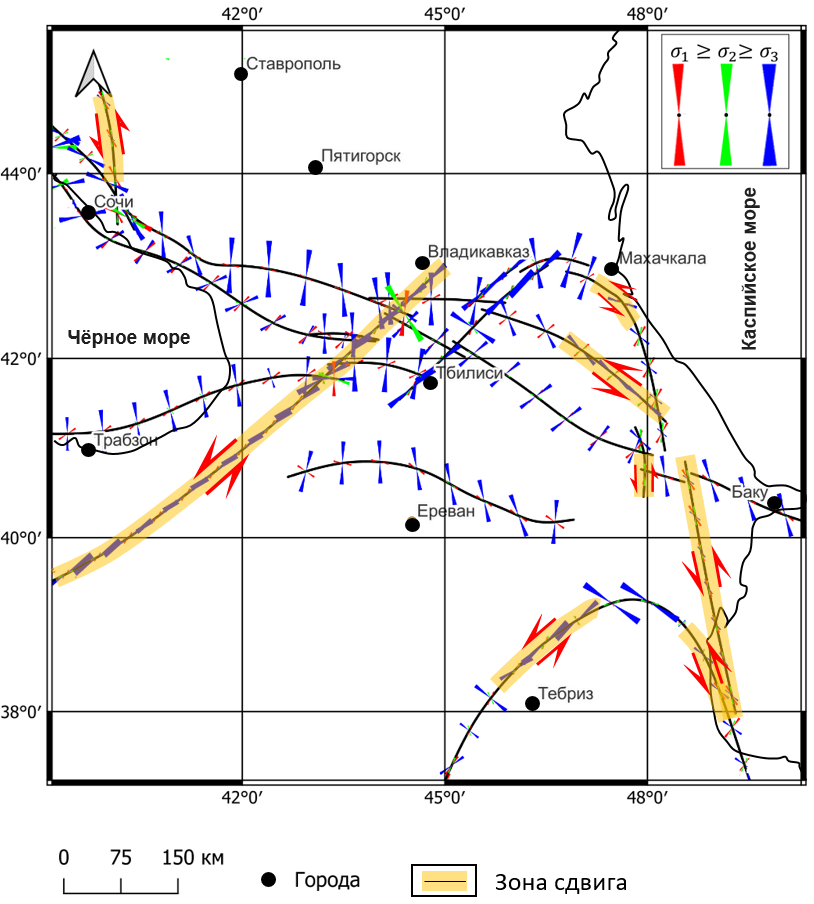 42°0′ 45°0′ 48°0′
σ1 ≥ σ2 ≥ σ3
Ставрополь
Пятигорск
44°0′
Сочи
Владикавказ
Махачкала
Каспийское море
Чёрное море
42°0′
Тбилиси
Трабзон
Баку
Ереван
40°0′
Тебриз
38°0′
42°0′ 45°0′ 48°0′
0 75 150 км
Города
Зона сдвига